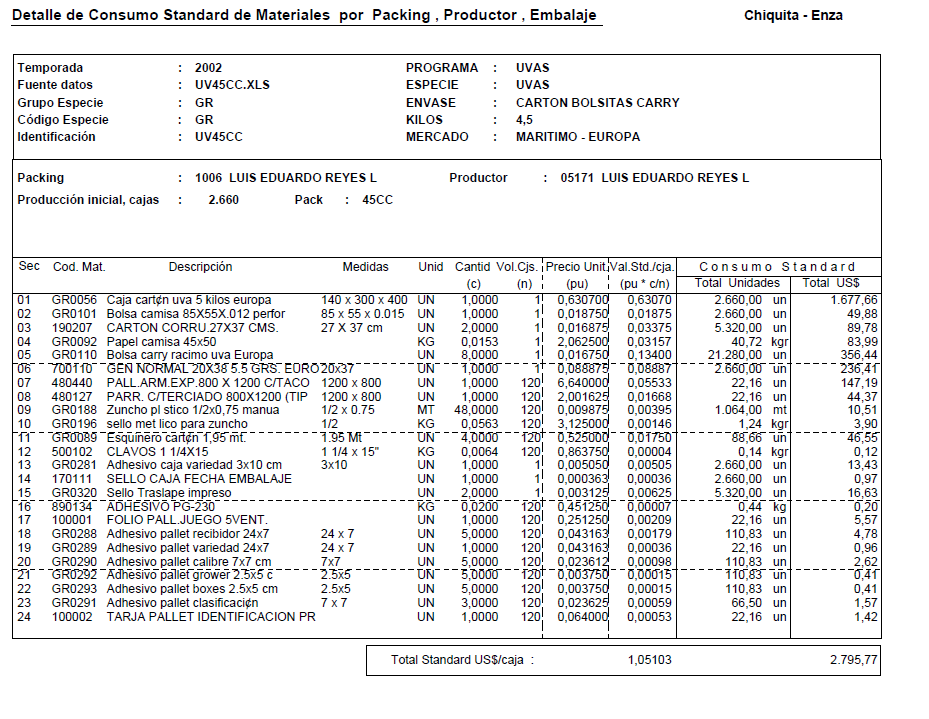 Detalle de Consumo Standard de Materiales por Packing , Productor , Embalaje Chiquita - Enza
Temporada : 2002 PROGRAMA : UVAS
Fuente datos : UV45CC.XLS ESPECIE : UVAS
Grupo Especie : GR ENVASE : CARTON BOLSITAS CARRY
Código Especie : GR KILOS : 4,5
Identificación : UV45CC MERCADO : MARITIMO - EUROPA
Packing : 1006 LUIS EDUARDO REYES L Productor : 05171 LUIS EDUARDO REYES L
Producción inicial, cajas : 2.660 Pack : 45CC
Sec Cod. Mat. Descripción Medidas Unid Cantid Vol.Cjs. Precio Unit. Val.Std./cja. Consumo Standard
(c) (n) (pu) (pu * c/n) Total Unidades Total US$
01 GR0056 Caja cart¢n uva 5 kilos europa 140 x 300 x 400 UN 1,0000 1 0,630700 0,63070 2.660,00 un 1.677,66
02 GR0101 Bolsa camisa 85X55X.012 perfor 85 x 55 x 0.015 UN 1,0000 1 0,018750 0,01875 2.660,00 un 49,88
03 190207 CARTON CORRU.27X37 CMS. 27 X 37 cm UN 2,0000 1 0,016875 0,03375 5.320,00 un 89,78
04 GR0092 Papel camisa 45x50 KG 0,0153 1 2,062500 0,03157 40,72 kgr 83,99
05 GR0110 Bolsa carry racimo uva Europa UN 8,0000 1 0,016750 0,13400 21.280,00 un 356,44
06 700110 GEN NORMAL 20X38 5.5 GRS. EURO 20x37 UN 1,0000 1 0,088875 0,08887 2.660,00 un 236,41
07 480440 PALL.ARM.EXP.800 X 1200 C/TACO 1200 x 800 UN 1,0000 120 6,640000 0,05533 22,16 un 147,19
08 480127 PARR. C/TERCIADO 800X1200 (TIP 1200 x 800 UN 1,0000 120 2,001625 0,01668 22,16 un 44,37
09 GR0188 Zuncho pl stico 1/2x0,75 manua 1/2 x 0.75 MT 48,0000 120 0,009875 0,00395 1.064,00 mt 10,51
10 GR0196 sello met lico para zuncho 1/2 KG 0,0563 120 3,125000 0,00146 1,24 kgr 3,90
11 GR0089 Esquinero cart¢n 1,95 mt. 1.95 Mt UN 4,0000 120 0,525000 0,01750 88,66 un 46,55
12 500102 CLAVOS 1 1/4X15 1 1/4 x 15" KG 0,0064 120 0,863750 0,00004 0,14 kgr 0,12
13 GR0281 Adhesivo caja variedad 3x10 cm 3x10 UN 1,0000 1 0,005050 0,00505 2.660,00 un 13,43
14 170111 SELLO CAJA FECHA EMBALAJE UN 1,0000 1 0,000363 0,00036 2.660,00 un 0,97
15 GR0320 Sello Traslape impreso UN 2,0000 1 0,003125 0,00625 5.320,00 un 16,63
16 890134 ADHESIVO PG-230 KG 0,0200 120 0,451250 0,00007 0,44 kg 0,20
17 100001 FOLIO PALL.JUEGO 5VENT. UN 1,0000 120 0,251250 0,00209 22,16 un 5,57
18 GR0288 Adhesivo pallet recibidor 24x7 24 x 7 UN 5,0000 120 0,043163 0,00179 110,83 un 4,78
19 GR0289 Adhesivo pallet variedad 24x7 24 x 7 UN 1,0000 120 0,043163 0,00036 22,16 un 0,96
20 GR0290 Adhesivo pallet calibre 7x7 cm 7x7 UN 5,0000 120 0,023612 0,00098 110,83 un 2,62
21 GR0292 Adhesivo pallet grower 2.5x5 c 2.5x5 UN 5,0000 120 0,003750 0,00015 110,83 un 0,41
22 GR0293 Adhesivo pallet boxes 2.5x5 cm 2.5x5 UN 5,0000 120 0,003750 0,00015 110,83 un 0,41
23 GR0291 Adhesivo pallet clasificaci¢n 7 x 7 UN 3,0000 120 0,023625 0,00059 66,50 un 1,57
24 100002 TARJA PALLET IDENTIFICACION PR UN 1,0000 120 0,064000 0,00053 22,16 un 1,42
Total Standard US$/caja : 1,05103 2.795,77